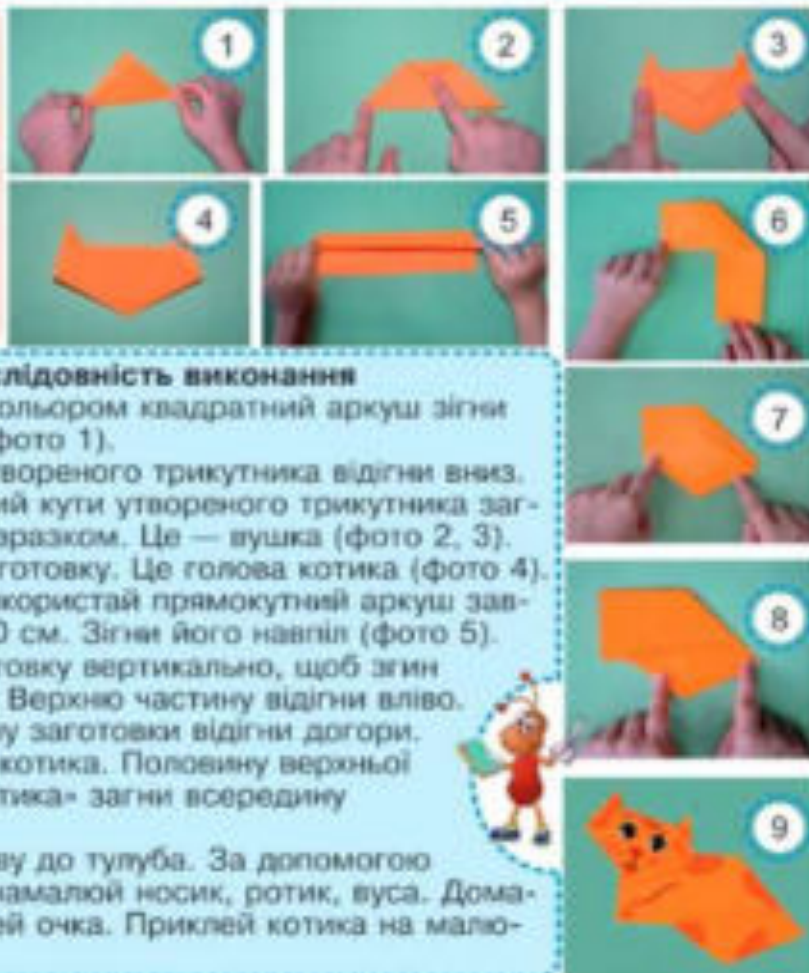 1
2
3
4
5
6
7
8
9
слідовність виконання
ольором квадратний аркуш зігни
фото 1).
твореного трикутника відігни вниз.
ий кути утвореного трикутника заг-
зразком. Це — вушка (фото 2, 3).
готовку. Це голова котика (фото 4).
користай прямокутний аркуш зав-
0 см. Зігни його навпіл (фото 5).
товку вертикально, щоб згин
Верхню частину відігни вліво.
у заготовки відігни догори.
котика. Половину верхньої
тика» загни всередину
ву до тулуба. За допомогою
намалюй носик, ротик, вуса. Дома-
ей очка. Приклей котика на малю-